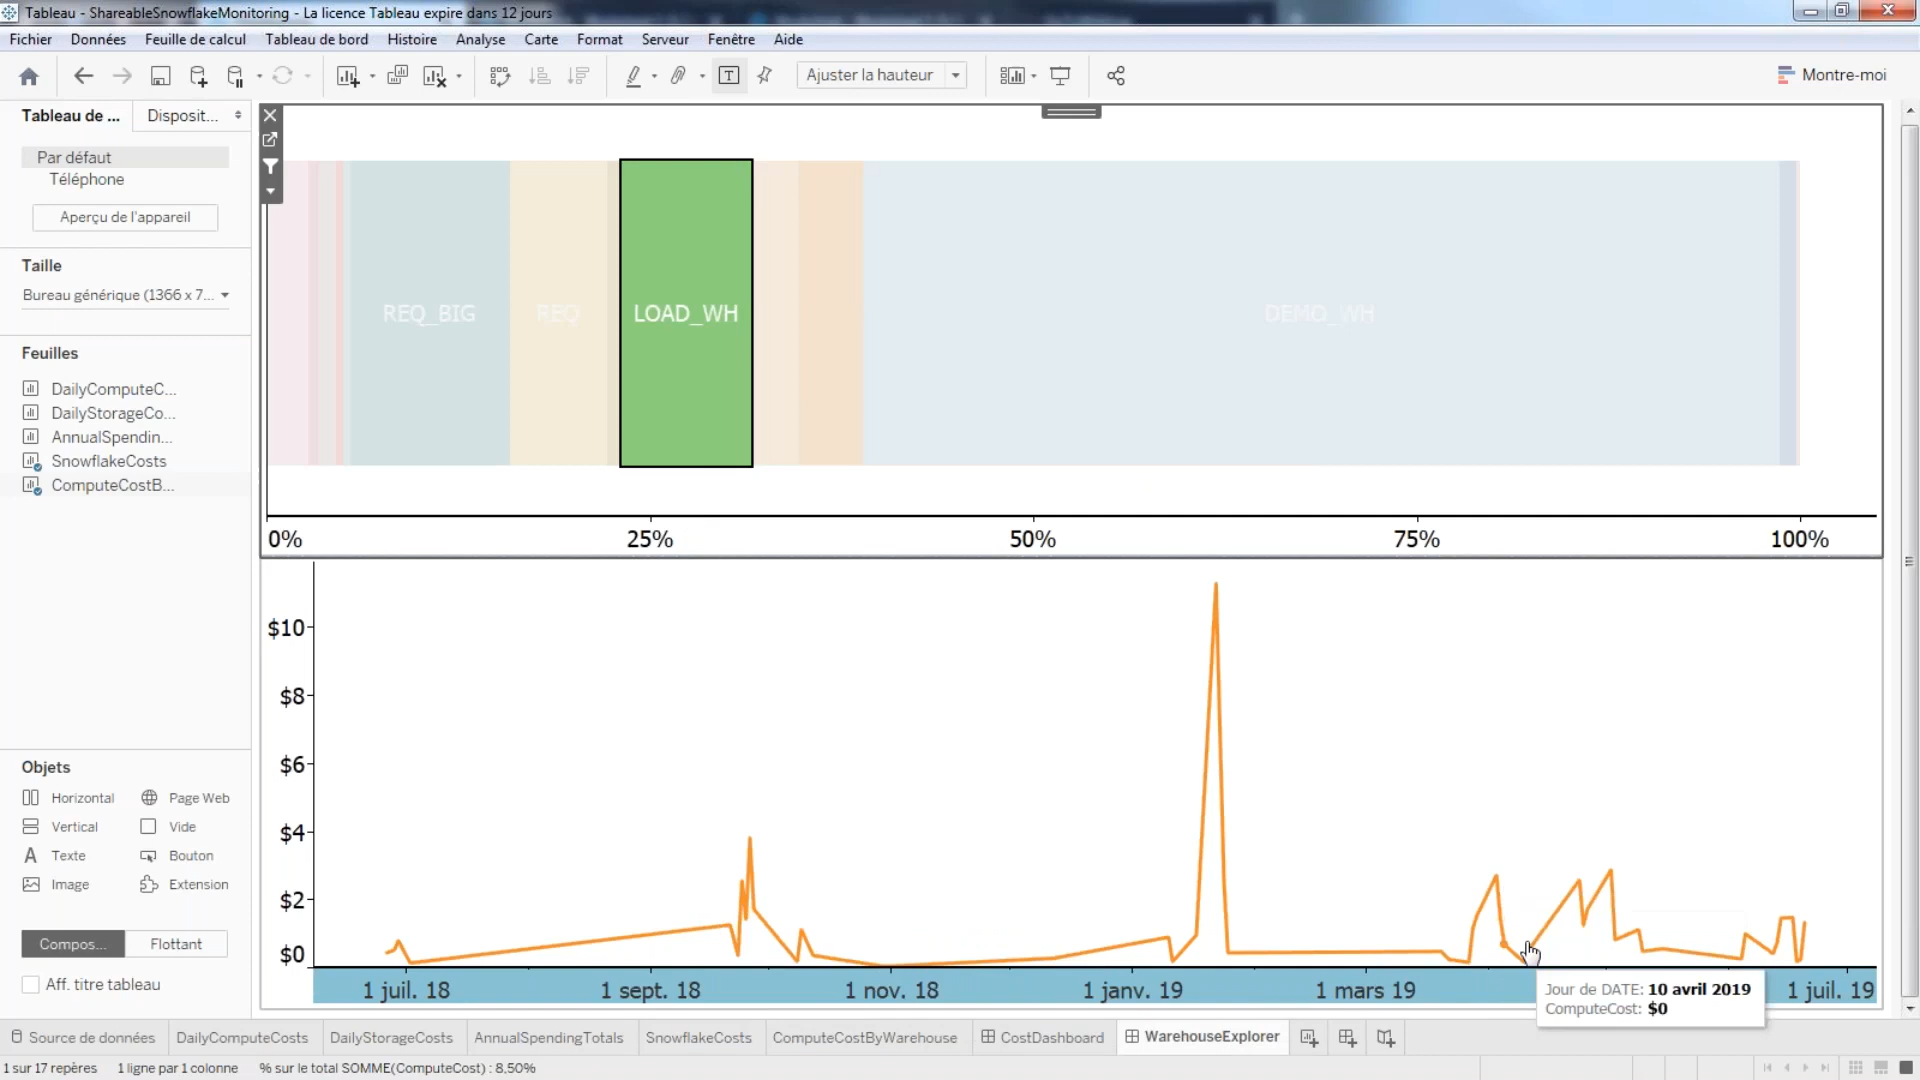 Tableau - ShareableSnowflakeMonitoring - La licence Tableau expire dans 12 jours
Fichier Données Feuille de calcul Tableau de bord Histoire Analyse Carte Format Serveur Fenêtre Aide
Ajuster la hauteur
Montre-moi
Tableau de ... Disposit...
Par défaut
Téléphone
Aperçu de l'appareil
Taille
Bureau générique (1366 x 7...
Feuilles
DailyComputeC...
DailyStorageCo...
AnnualSpendin...
SnowflakeCosts
ComputeCostB...
Objets
Horizontal Page Web
Vertical Vide
Texte Bouton
Image Extension
Compos... Flottant
Aff. titre tableau
REQ_BIG REQ LOAD_WH DEMO_WH
0% 25% 50% 75% 100%
$10
$8
$6
$4
$2
$0
1 juil. 18 1 sept. 18 1 nov. 18 1 janv. 19 1 mars 19 1 juil. 19
Jour de DATE: 10 avril 2019
ComputeCost: $0
Source de données DailyComputeCosts DailyStorageCosts AnnualSpendingTotals SnowflakeCosts ComputeCostByWarehouse CostDashboard WarehouseExplorer
1 sur 17 repères 1 ligne par 1 colonne % sur le total SOMME(ComputeCost) : 8,50%